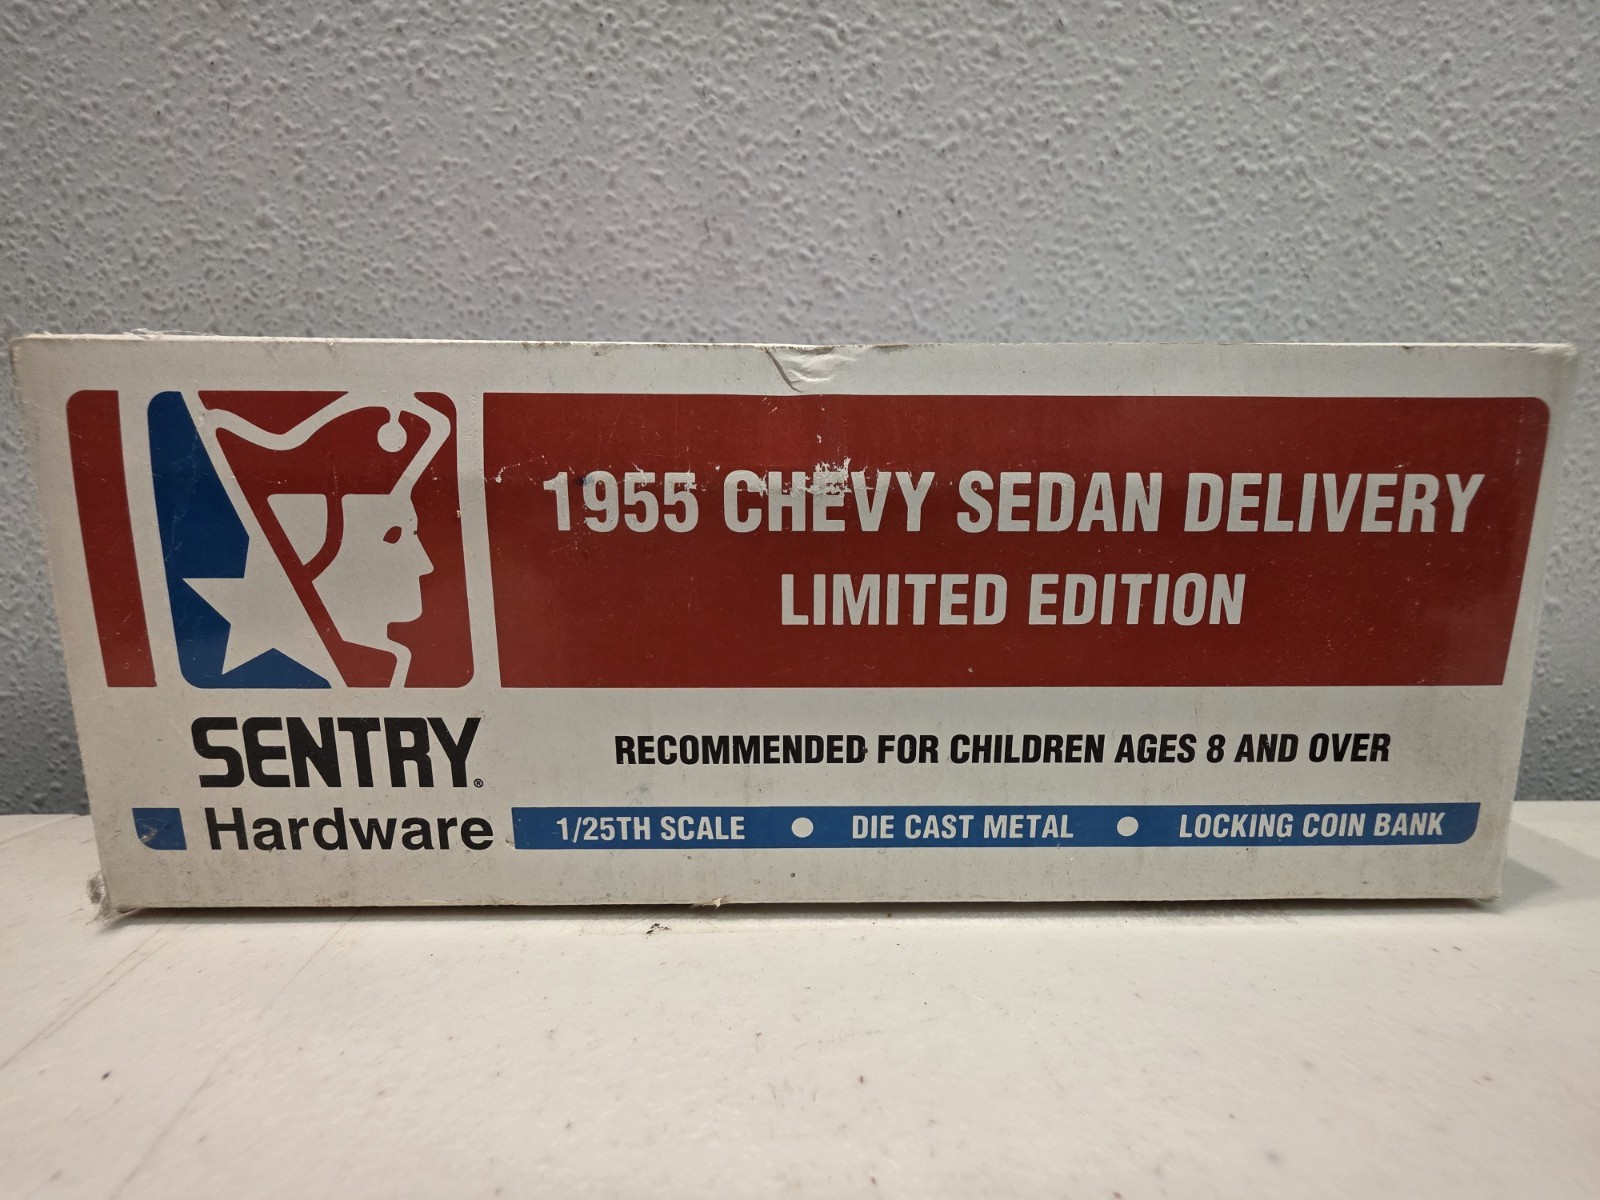 1955 CHEVY SEDAN DELIVERY
LIMITED EDITION
SENTRY®
Hardware
RECOMMENDED FOR CHILDREN AGES 8 AND OVER
1/25TH SCALE ● DIE CAST METAL ● LOCKING COIN BANK